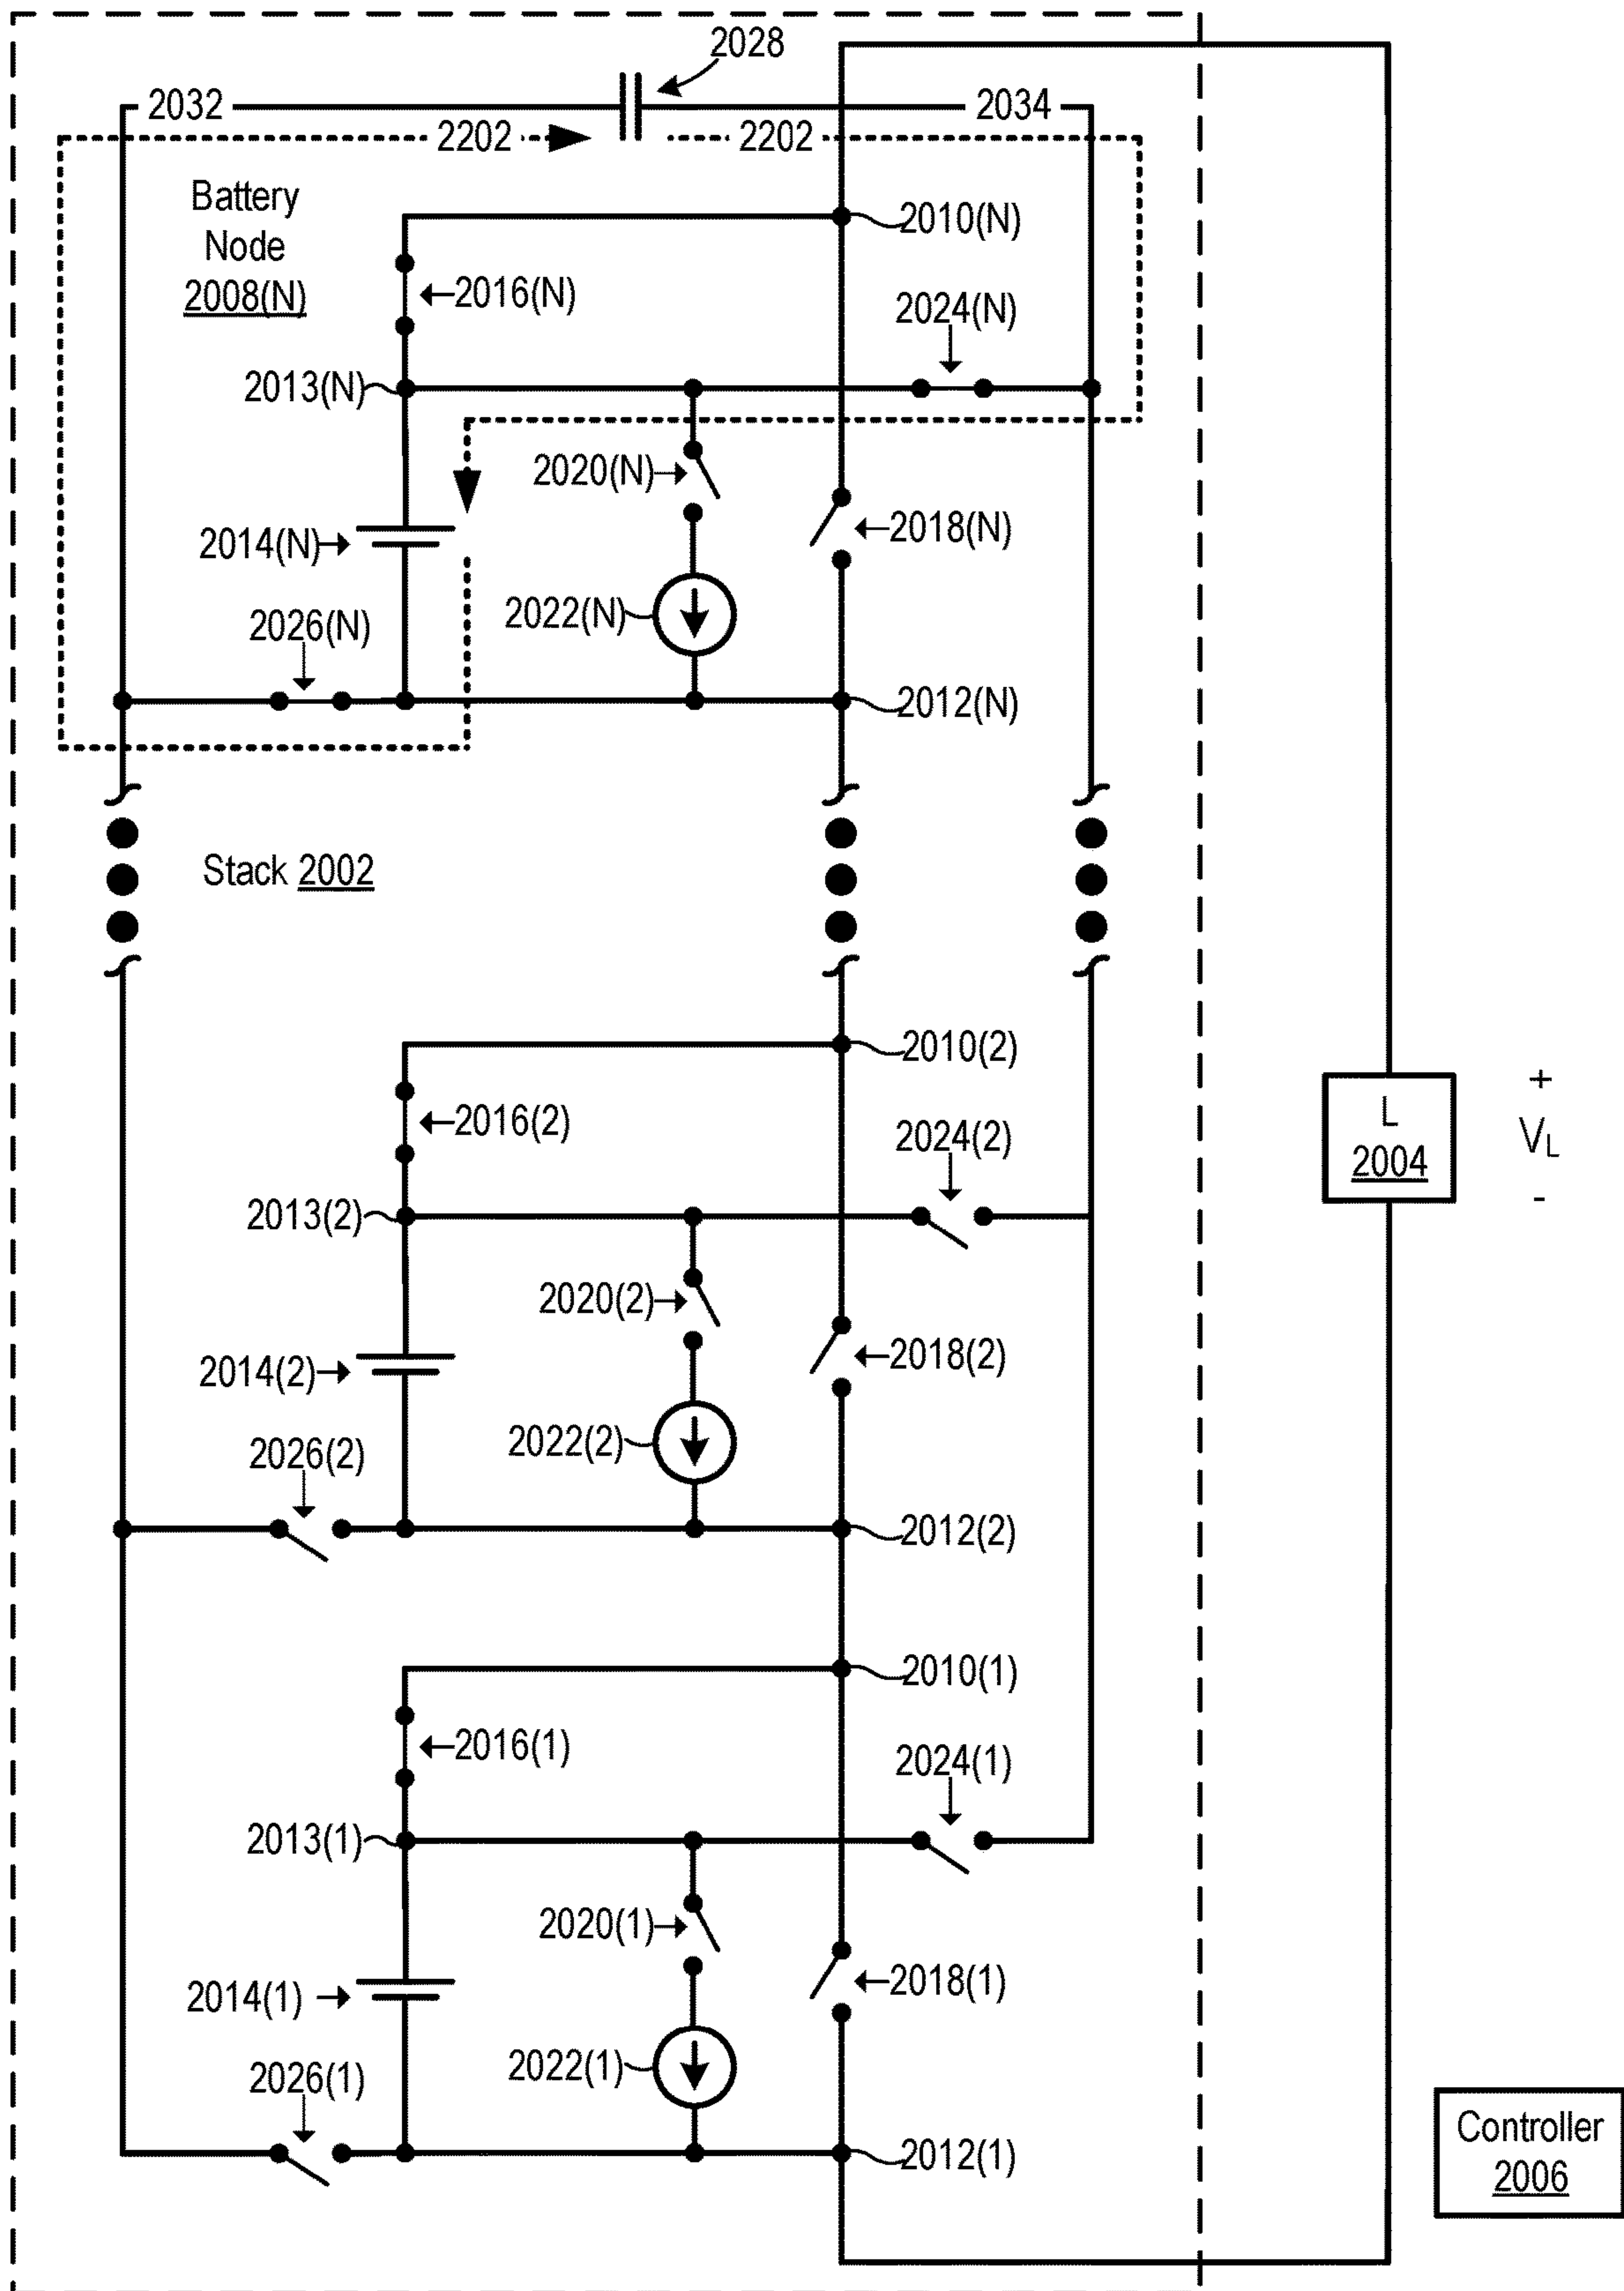 2028
2032
2034
2202
2202
Battery
Node
2008(N)
2010(N)
2016(N)
2024(N)
2013(N)
2020(N)
2018(N)
2014(N)
2022(N)
2026(N)
2012(N)
Stack 2002
2010(2)
2016(2)
2024(2)
L
2004
+
VL
-
2013(2)
2020(2)
2018(2)
2014(2)
2022(2)
2026(2)
2012(2)
2010(1)
2016(1)
2024(1)
2013(1)
2020(1)
2018(1)
2014(1)
2022(1)
2026(1)
2012(1)
Controller
2006